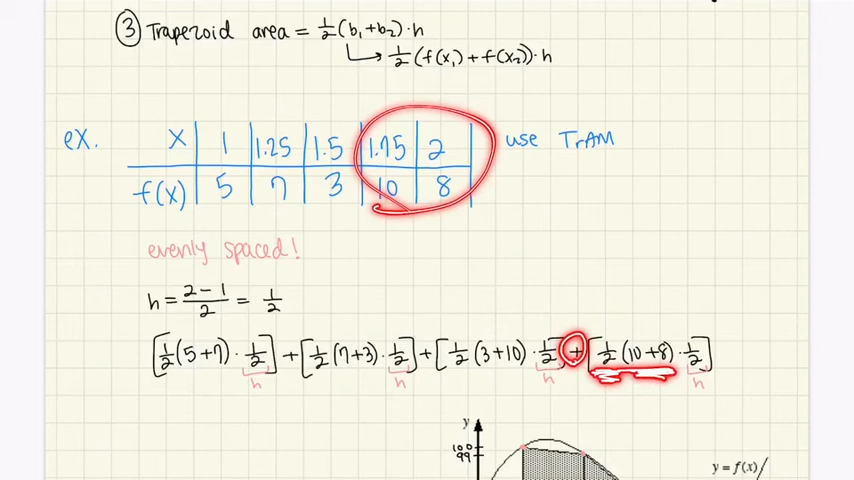 ③ Trapezoid area = 1/2 (b₁+b₂)·h
↳ 1/2 (f(x₁) + f(x₂))·h
ex. X | 1 | 1.25 | 1.5 | 1.75 | 2 | use TrAM
f(x) | 5 | 7 | 3 | 10 | 8
evenly spaced!
h = (2-1)/2 = 1/2
[1/2 (5+7) · 1/2] + [1/2 (7+3) · 1/2] + [1/2 (3+10) · 1/2] + [1/2 (10+8) · 1/2]
h h h h
y
100
99
y = f(x)